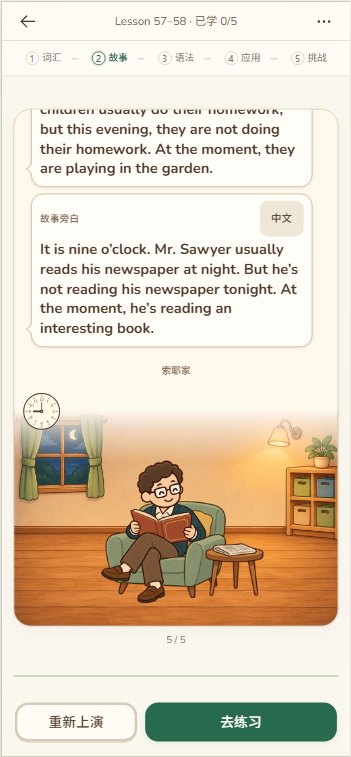 Lesson 57–58 · 已学 0/5
1 词汇 – 2 故事 – 3 语法 – 4 应用 – 5 挑战
children usually do their homework,
but this evening, they are not doing
their homework. At the moment, they
are playing in the garden.
故事旁白 中文
It is nine o’clock. Mr. Sawyer usually
reads his newspaper at night. But he’s
not reading his newspaper tonight. At
the moment, he’s reading an
interesting book.
索耶家
5 / 5
重新上演 去练习